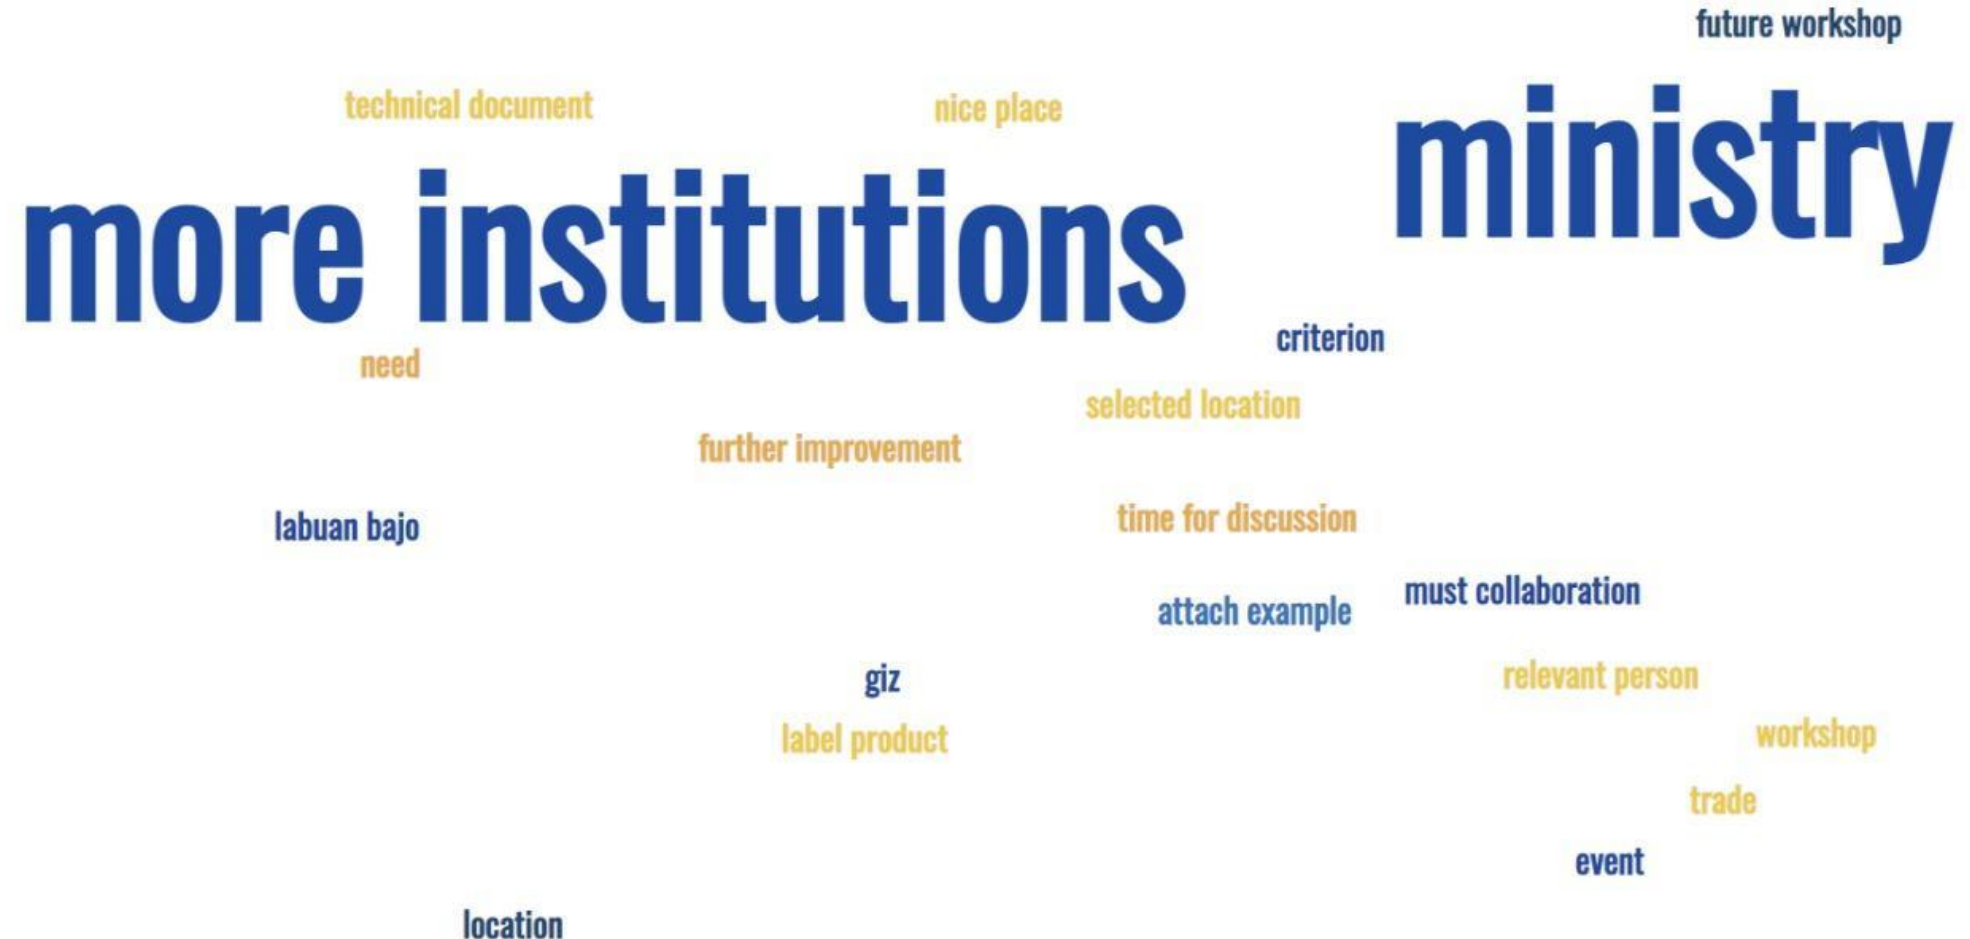 future workshop
technical document
nice place
ministry
more institutions
criterion
need
selected location
further improvement
time for discussion
labuan bajo
must collaboration
attach example
relevant person
giz
workshop
label product
trade
event
location